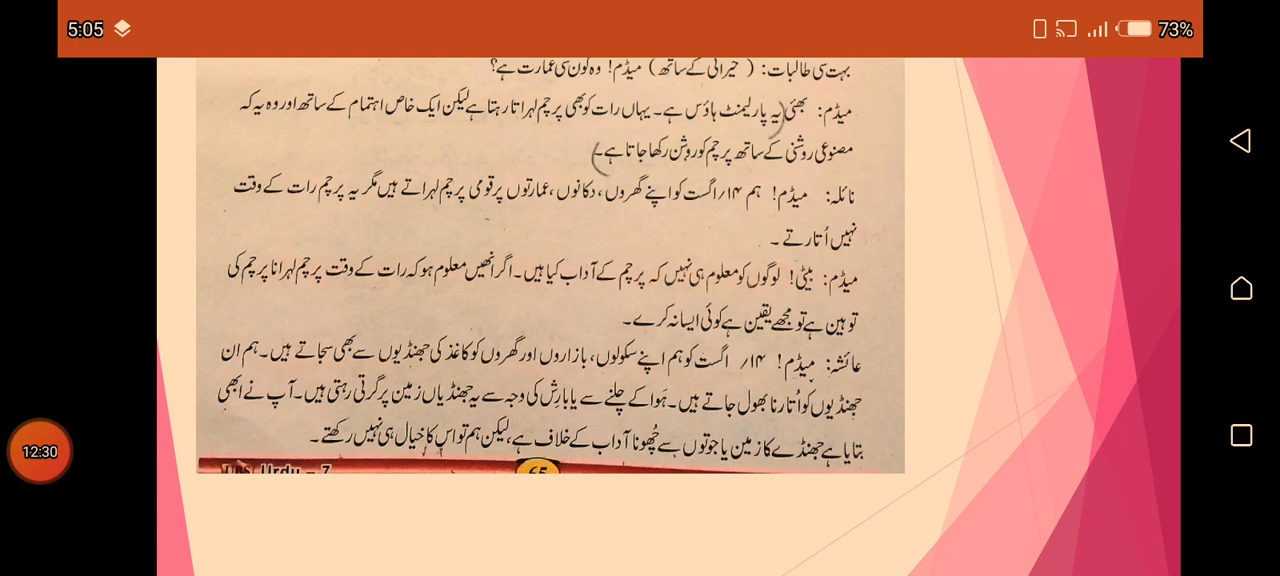 5:05
73%
بہت سی طالبات: ( حیرانی کے ساتھ ) میڈم! وہ کون سی عمارت ہے؟
میڈم: بھئی (یہ پارلیمنٹ ہاؤس ہے۔ یہاں رات کو بھی پرچم لہراتا رہتا ہے لیکن ایک خاص اہتمام کے ساتھ اور وہ یہ کہ
مصنوعی روشنی کے ساتھ پرچم کو روشن رکھا جاتا ہے۔)
نائلہ: میڈم! ہم ۱۴؍اگست کو اپنے گھروں، دکانوں، عمارتوں پر قومی پرچم لہراتے ہیں مگر یہ پرچم رات کے وقت
نہیں اُتارتے ۔
میڈم: بیٹی! لوگوں کو معلوم ہی نہیں کہ پرچم کے آداب کیا ہیں۔ اگر انھیں معلوم ہو کہ رات کے وقت پرچم لہرانا پرچم کی
توہین ہے تو مجھے یقین ہے کوئی ایسا نہ کرے۔
عائشہ: میڈم! ۱۴؍ اگست کو ہم اپنے سکولوں، بازاروں اور گھروں کو کاغذ کی جھنڈیوں سے بھی سجاتے ہیں۔ ہم ان
جھنڈیوں کو اُتارنا بھول جاتے ہیں۔ ہَوا کے چلنے سے یا بارِش کی وجہ سے یہ جھنڈیاں زمین پر گرتی رہتی ہیں۔ آپ نے ابھی
بتایا ہے جھنڈے کا زمین یا جوتوں سے چُھونا آداب کے خلاف ہے، لیکن ہم تو اس کا خیال ہی نہیں رکھتے۔
Urdu – 7
65
12:30